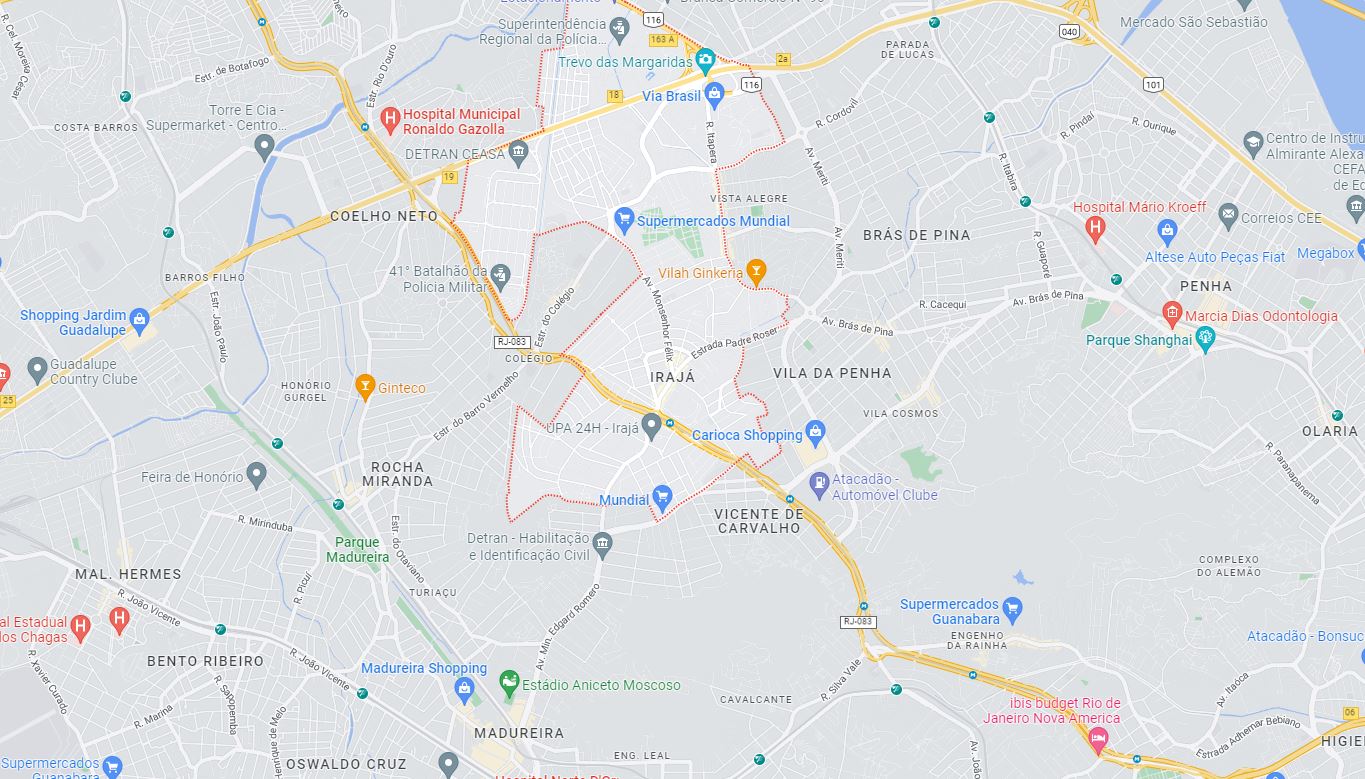 Estacionamento
Superintendência
Regional da Polícia...
116
163 A
040
Mercado São Sebastião
PARADA
DE LUCAS
Trevo das Margaridas
2a
116
101
Estr. de Botafogo
Estr. Rio D'ouro
R. Cel. Moreira César
18
Via Brasil
COSTA BARROS
Torre E Cia -
Supermarket - Centro...
Hospital Municipal
Ronaldo Gazolla
R. Cordovil
R. Itapera
R. Pindaí
R. Ourique
DETRAN CEASA
Centro de Instru
Almirante Alexa
CEFA
de Ed
Av. Meriti
R. Itabira
19
VISTA ALEGRE
COELHO NETO
Supermercados Mundial
BRÁS DE PINA
Av. Meriti
Hospital Mário Kroeff
Correios CEE
R. Guaporé
Altese Auto Peças Fiat
Megabox
BARROS FILHO
41° Batalhão da
Policia Militar
Vilah Ginkeria
PENHA
Estr. João Paulo
Estr. do Colégio
Av. Monsenhor Félix
R. Cacequi
Av. Brás de Pina
Shopping Jardim
Guadalupe
Av. Brás de Pina
Marcia Dias Odontologia
Parque Shanghai
RJ-083
Estrada Padre Roser
COLÉGIO
Guadalupe
Country Clube
IRAJÁ
VILA DA PENHA
HONÓRIO
GURGEL
Ginteco
Estr. do Barro Vermelho
25
VILA COSMOS
UPA 24H - Irajá
Carioca Shopping
OLARIA
ROCHA
MIRANDA
Feira de Honório
Atacadão -
Automóvel Clube
R. Paranapanema
Mundial
VICENTE DE
CARVALHO
R. Mirinduba
Estr. do Otaviano
Parque
Madureira
Detran - Habilitação
e Identificação Civil
COMPLEXO
DO ALEMÃO
MAL. HERMES
R. Picuí
TURIAÇU
R. João Vicente
Av. Min. Edgard Romero
al Estadual
los Chagas
Supermercados
Guanabara
RJ-083
ENGENHO
DA RAINHA
Atacadão - Bonsuc
BENTO RIBEIRO
R. Xavier Curado
R. João Vicente
Madureira Shopping
R. Silva Vale
Estádio Aniceto Moscoso
R. Sapopemba
Av. Itaóca
CAVALCANTE
ibis budget Rio de
Janeiro Nova America
R. Marina
06
MADUREIRA
Estrada Adhemar Bebiano
HIGIE
ENG. LEAL
Av. João
OSWALDO CRUZ
Supermercados
Guanabara